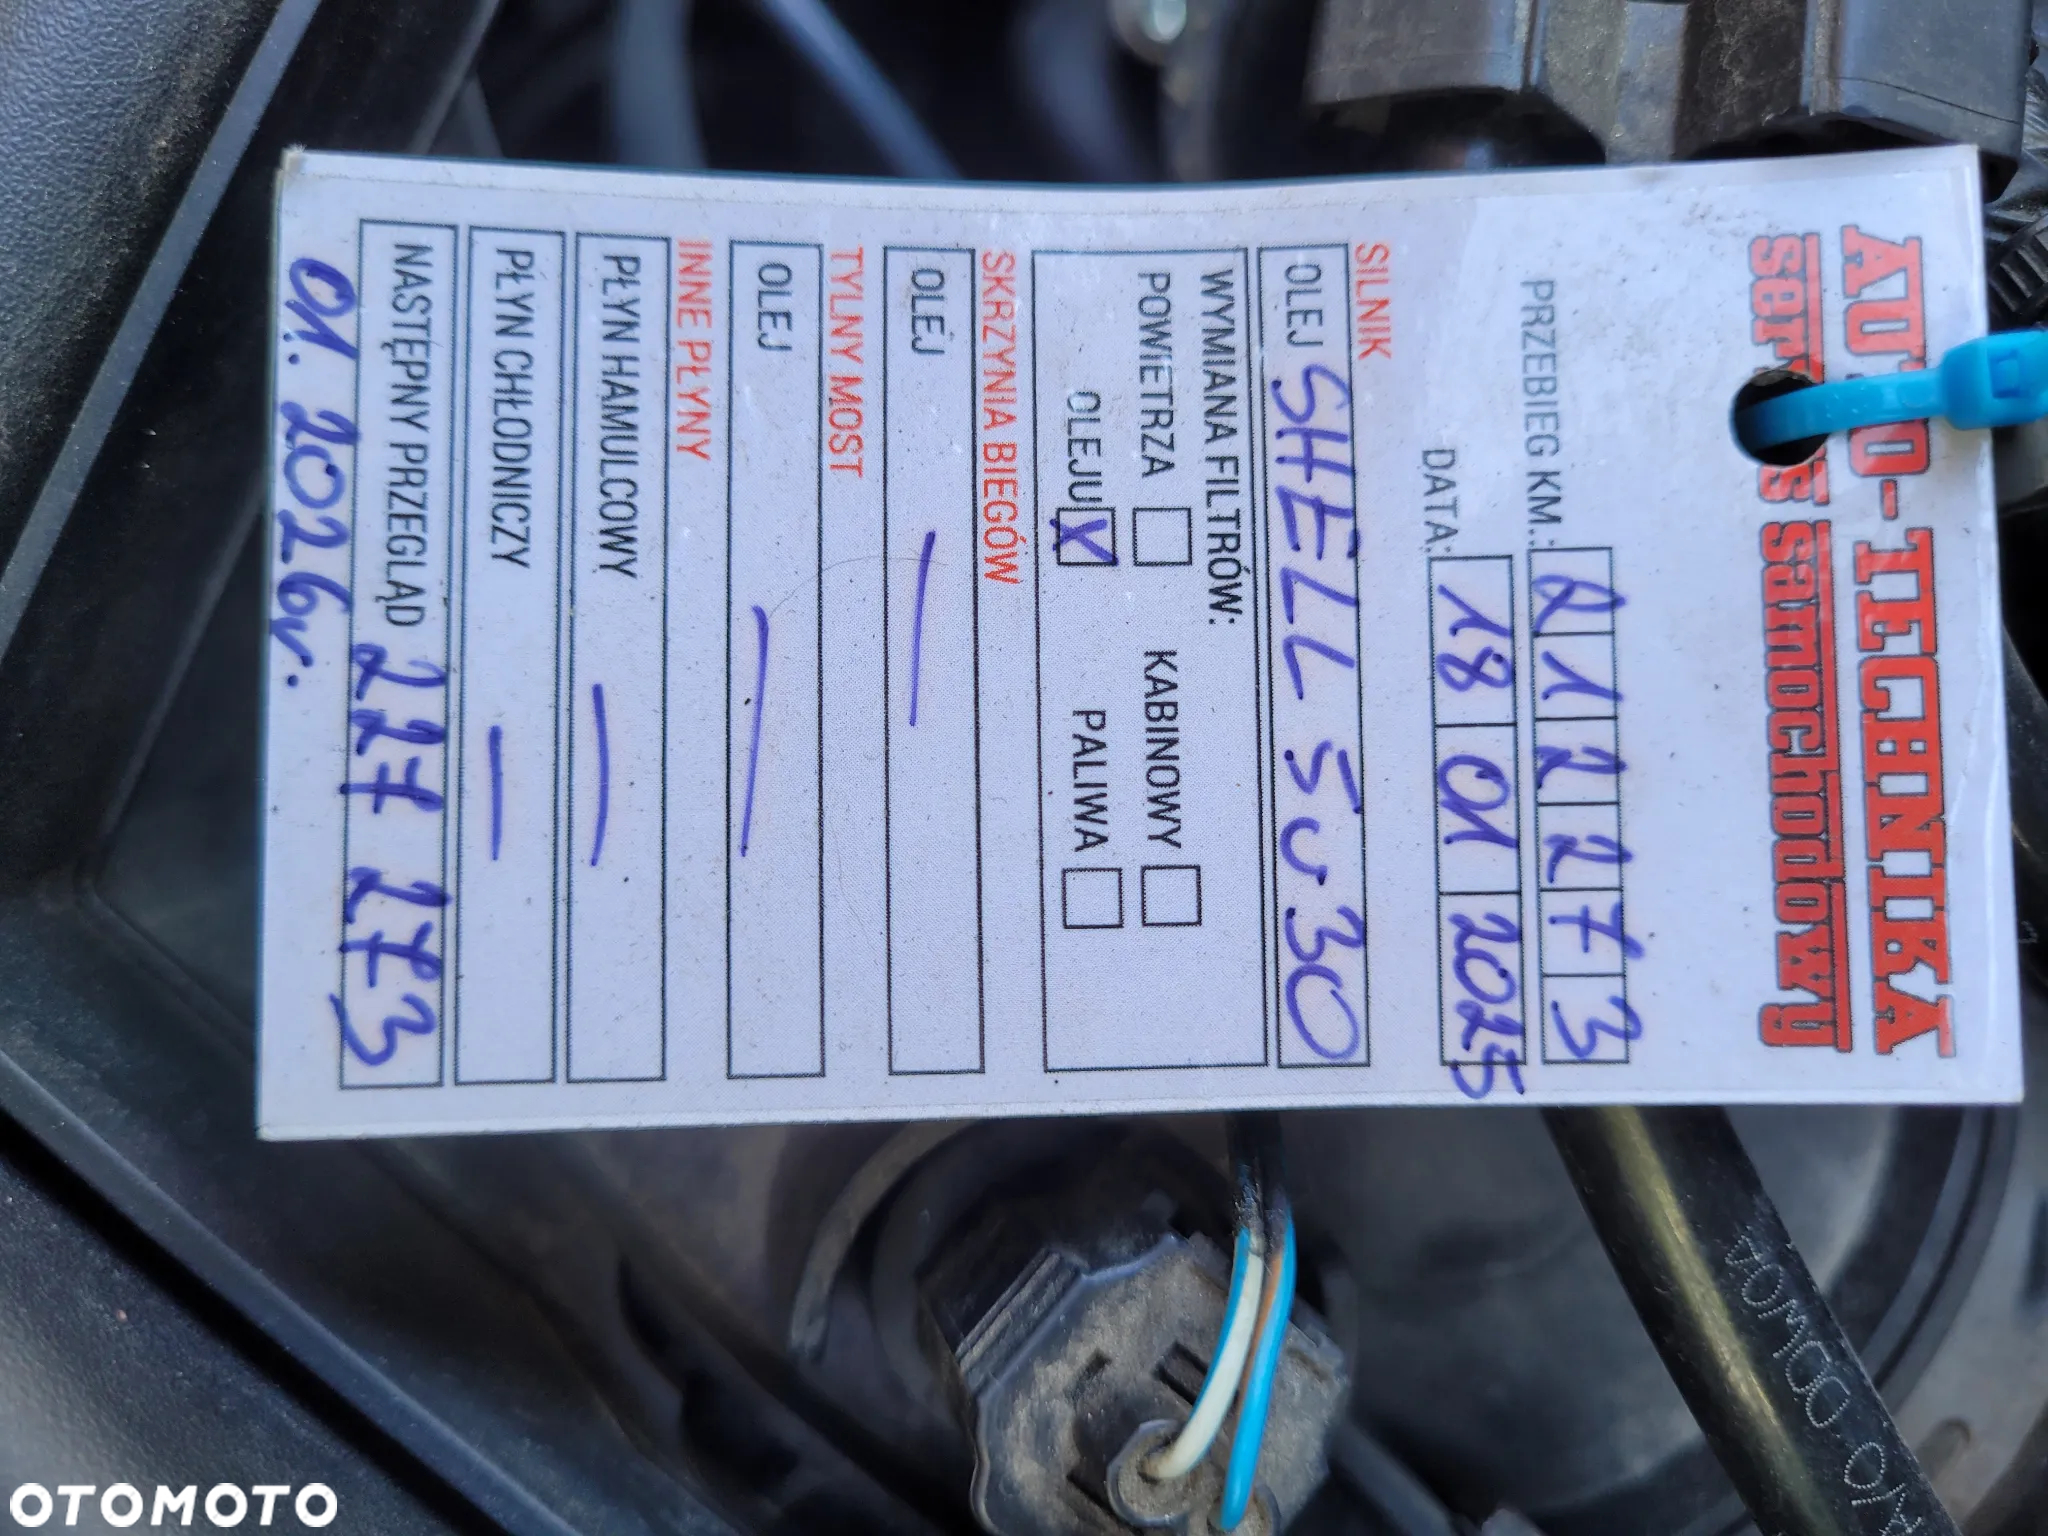 AUTO-TECHNIKA
serwis samochodowy
PRZEBIEG KM.: 212273
DATA: 18 01 2025
SILNIK
OLEJ SHELL 5W30
WYMIANA FILTRÓW:
POWIETRZA KABINOWY
OLEJU X PALIWA
SKRZYNIA BIEGÓW
OLEJ —
TYLNY MOST
OLEJ —
INNE PŁYNY
PŁYN HAMULCOWY —
PŁYN CHŁODNICZY —
NASTĘPNY PRZEGLĄD 227 273
01. 2026r.
OTOMOTO